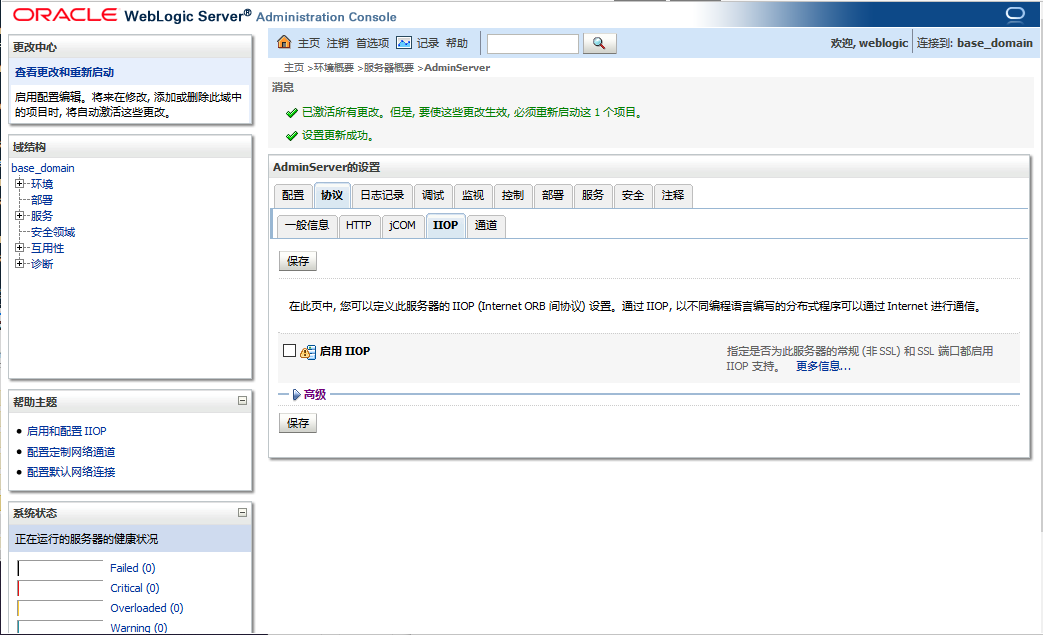 ORACLE WebLogic Server® Administration Console
更改中心
查看更改和重新启动
启用配置编辑。将来在修改, 添加或删除此域中
的项目时, 将自动激活这些更改。
域结构
base_domain
环境
部署
服务
安全领域
互用性
诊断
帮助主题
启用和配置 IIOP
配置定制网络通道
配置默认网络连接
系统状态
正在运行的服务器的健康状况
Failed (0)
Critical (0)
Overloaded (0)
Warning (0)
主页 注销 首选项 记录 帮助
欢迎, weblogic 连接到: base_domain
主页 >环境概要 >服务器概要 >AdminServer
消息
已激活所有更改。但是, 要使这些更改生效, 必须重新启动这 1 个项目。
设置更新成功。
AdminServer的设置
配置 协议 日志记录 调试 监视 控制 部署 服务 安全 注释
一般信息 HTTP jCOM IIOP 通道
保存
在此页中, 您可以定义此服务器的 IIOP (Internet ORB 间协议) 设置。通过 IIOP, 以不同编程语言编写的分布式程序可以通过 Internet 进行通信。
启用 IIOP
指定是否为此服务器的常规 (非 SSL) 和 SSL 端口都启用
IIOP 支持。 更多信息...
高级
保存